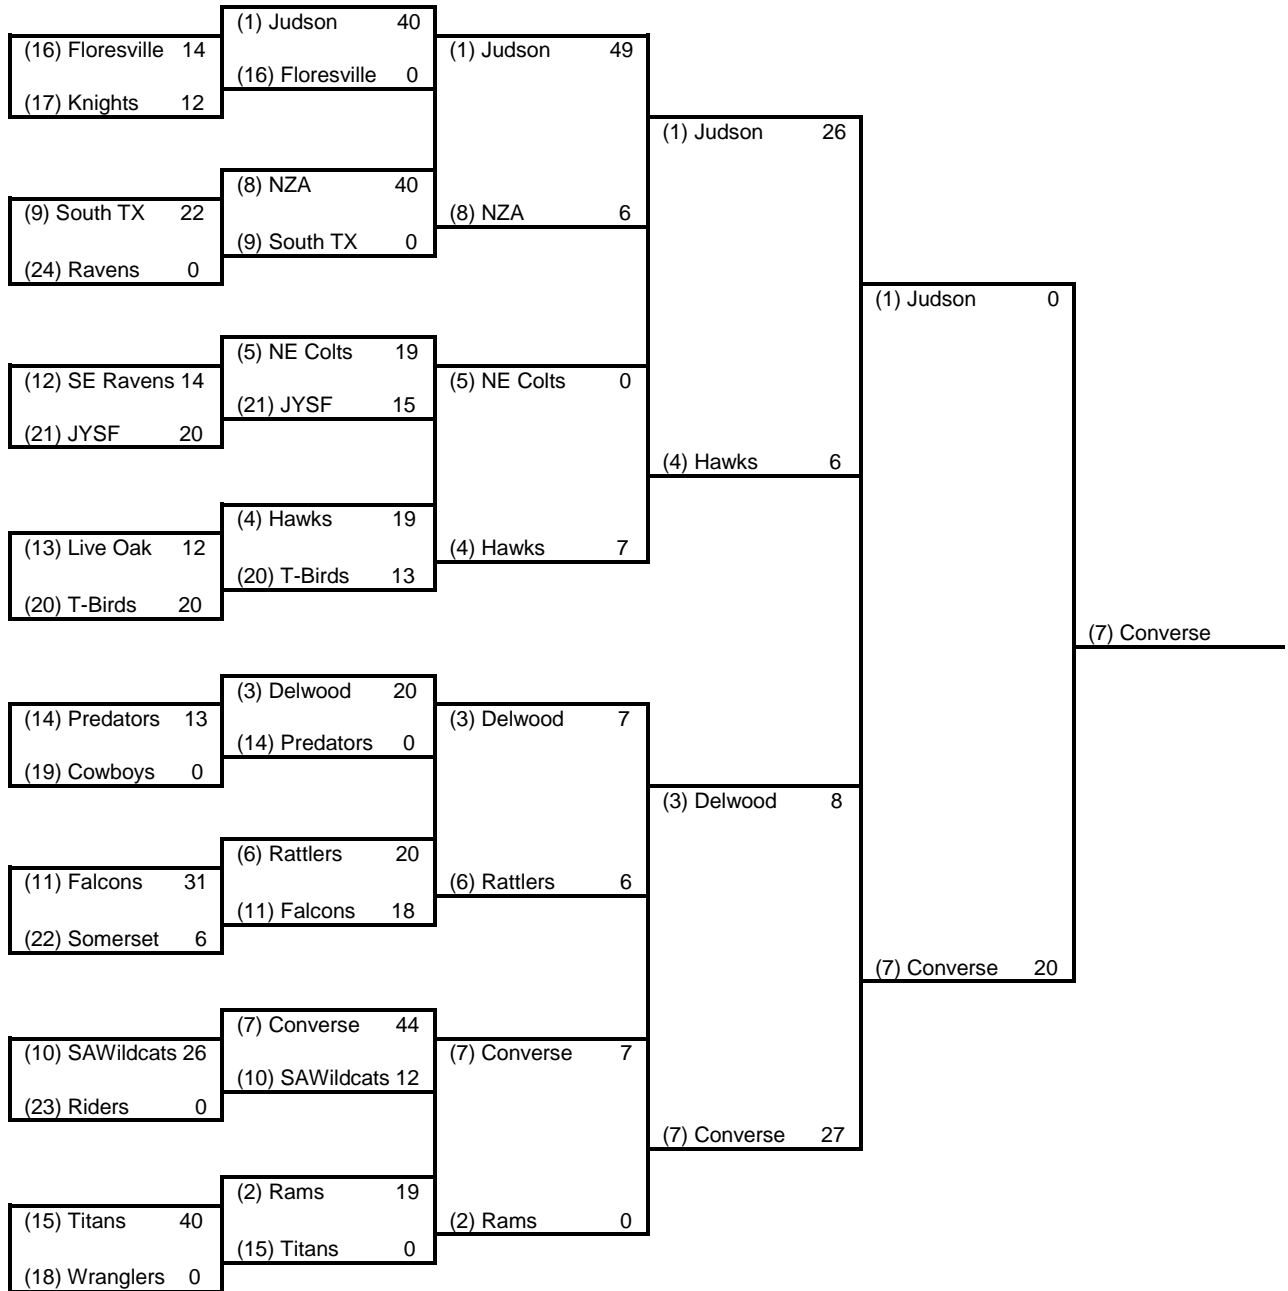 (1) Judson 40
(16) Floresville 14
(1) Judson 49
(16) Floresville 0
(17) Knights 12
(1) Judson 26
(8) NZA 40
(9) South TX 22
(8) NZA 6
(9) South TX 0
(24) Ravens 0
(1) Judson 0
(5) NE Colts 19
(12) SE Ravens 14
(5) NE Colts 0
(21) JYSF 15
(21) JYSF 20
(4) Hawks 6
(4) Hawks 19
(13) Live Oak 12
(4) Hawks 7
(20) T-Birds 13
(20) T-Birds 20
(7) Converse
(3) Delwood 20
(14) Predators 13
(3) Delwood 7
(14) Predators 0
(19) Cowboys 0
(3) Delwood 8
(6) Rattlers 20
(11) Falcons 31
(6) Rattlers 6
(11) Falcons 18
(22) Somerset 6
(7) Converse 20
(7) Converse 44
(10) SAWildcats 26
(7) Converse 7
(10) SAWildcats 12
(23) Riders 0
(7) Converse 27
(2) Rams 19
(15) Titans 40
(2) Rams 0
(15) Titans 0
(18) Wranglers 0